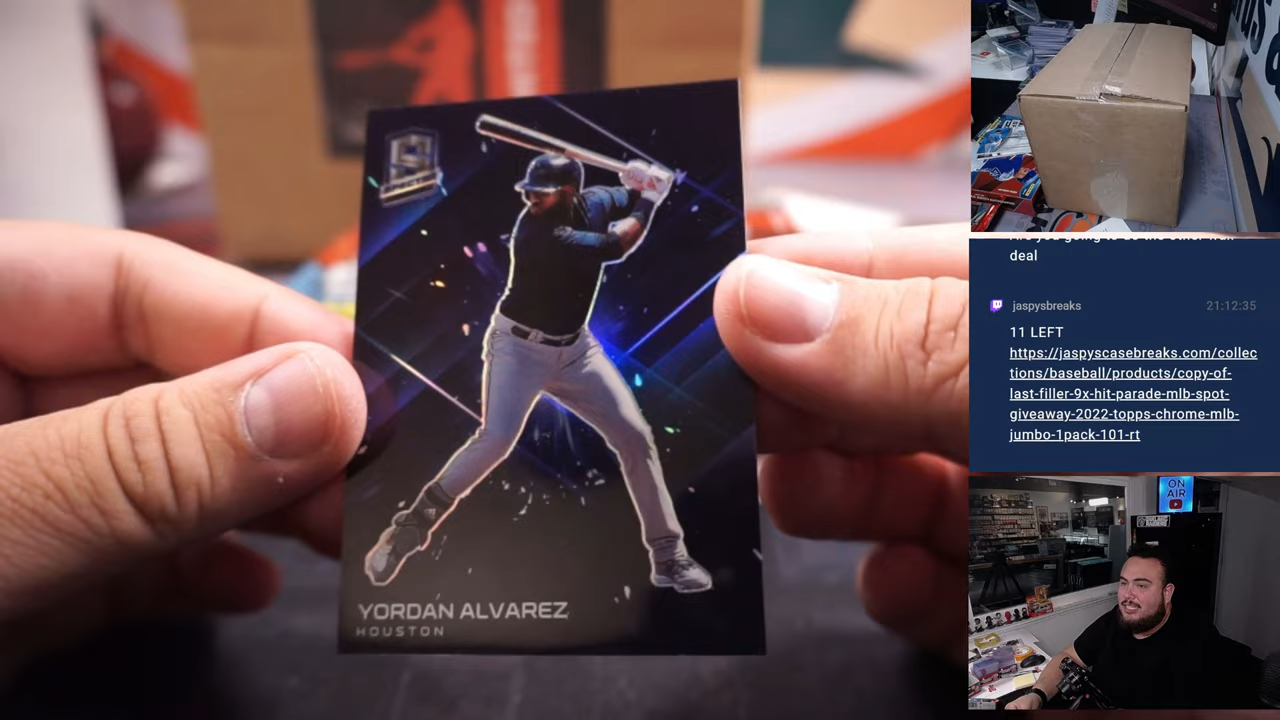 YORDAN ALVAREZ
HOUSTON
deal
jaspysbreaks
21:12:35
11 LEFT
https://jaspyscasebreaks.com/collec
tions/baseball/products/copy-of-
last-filler-9x-hit-parade-mlb-spot-
giveaway-2022-topps-chrome-mlb-
jumbo-1pack-101-rt
ON
AIR